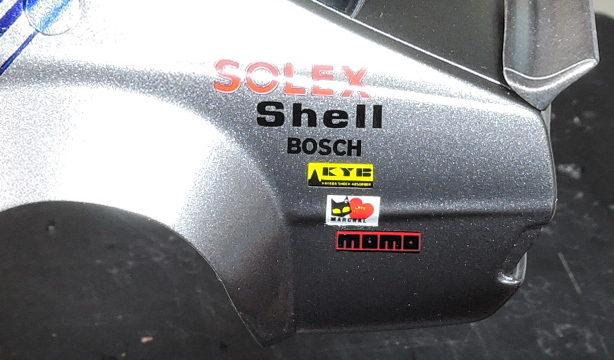 SOLEX
Shell
BOSCH
KYB
MARCHAL
momo